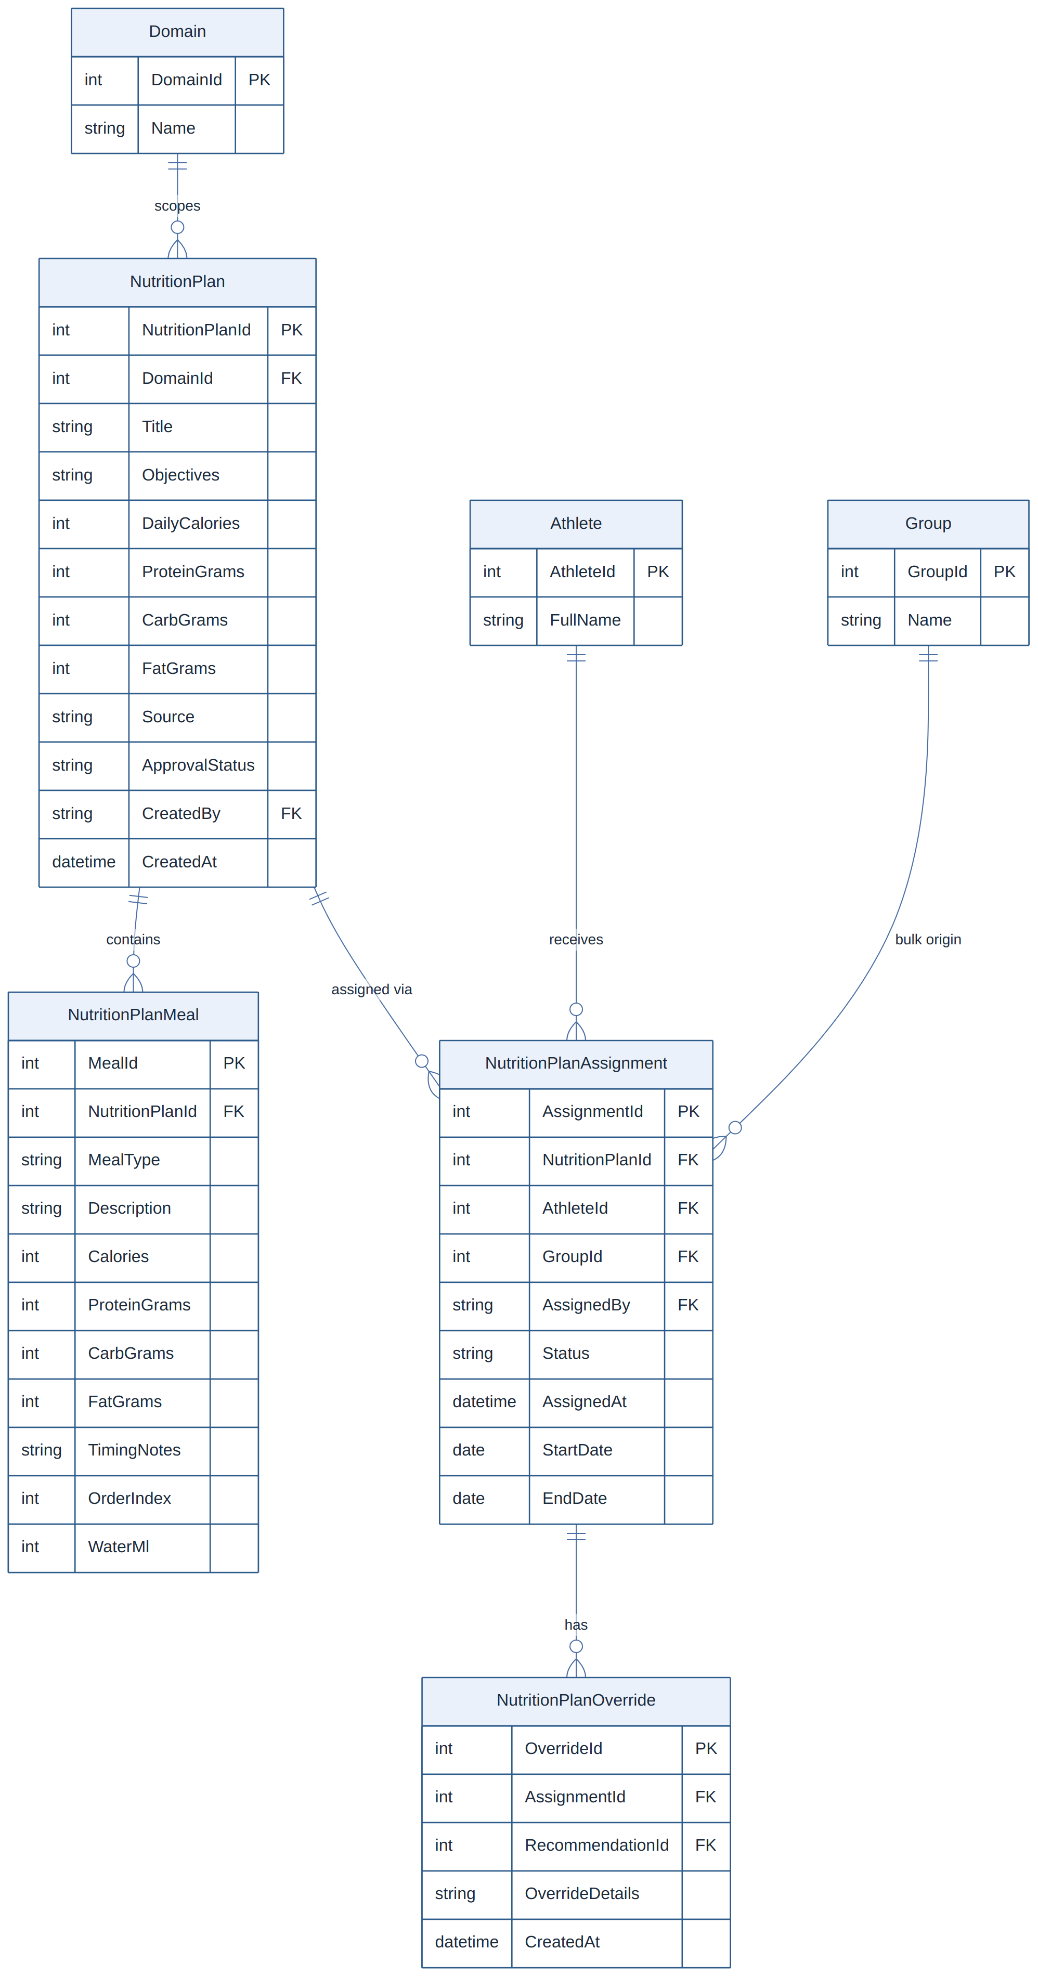 Domain
int DomainId PK
string Name
scopes
NutritionPlan
int NutritionPlanId PK
int DomainId FK
string Title
string Objectives
int DailyCalories
int ProteinGrams
int CarbGrams
int FatGrams
string Source
string ApprovalStatus
string CreatedBy FK
datetime CreatedAt
Athlete
int AthleteId PK
string FullName
Group
int GroupId PK
string Name
contains
assigned via
receives
bulk origin
NutritionPlanMeal
int MealId PK
int NutritionPlanId FK
string MealType
string Description
int Calories
int ProteinGrams
int CarbGrams
int FatGrams
string TimingNotes
int OrderIndex
int WaterMl
NutritionPlanAssignment
int AssignmentId PK
int NutritionPlanId FK
int AthleteId FK
int GroupId FK
string AssignedBy FK
string Status
datetime AssignedAt
date StartDate
date EndDate
has
NutritionPlanOverride
int OverrideId PK
int AssignmentId FK
int RecommendationId FK
string OverrideDetails
datetime CreatedAt